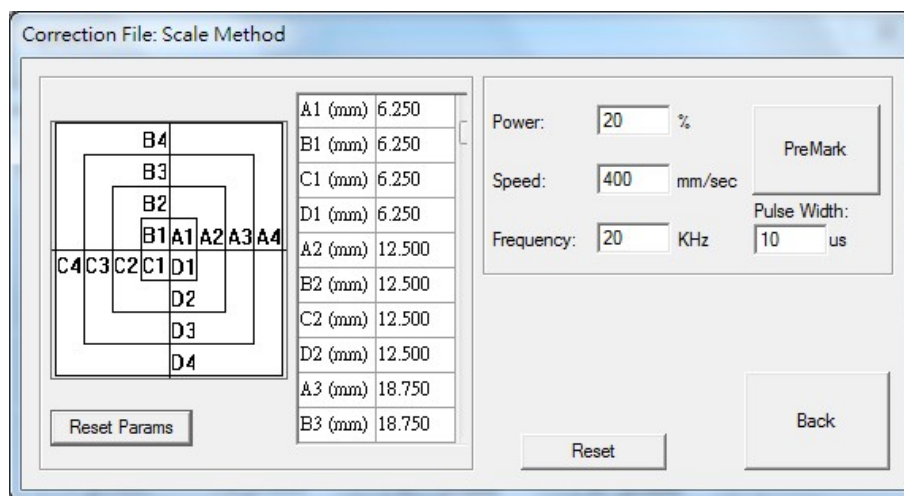 Correction File: Scale Method
B4
B3
B2
B1 A1 A2 A3 A4
C4 C3 C2 C1 D1
D2
D3
D4
Reset Params
A1 (mm) 6.250
B1 (mm) 6.250
C1 (mm) 6.250
D1 (mm) 6.250
A2 (mm) 12.500
B2 (mm) 12.500
C2 (mm) 12.500
D2 (mm) 12.500
A3 (mm) 18.750
B3 (mm) 18.750
Power: 20 %
Speed: 400 mm/sec
Frequency: 20 KHz
PreMark
Pulse Width:
10 us
Reset
Back